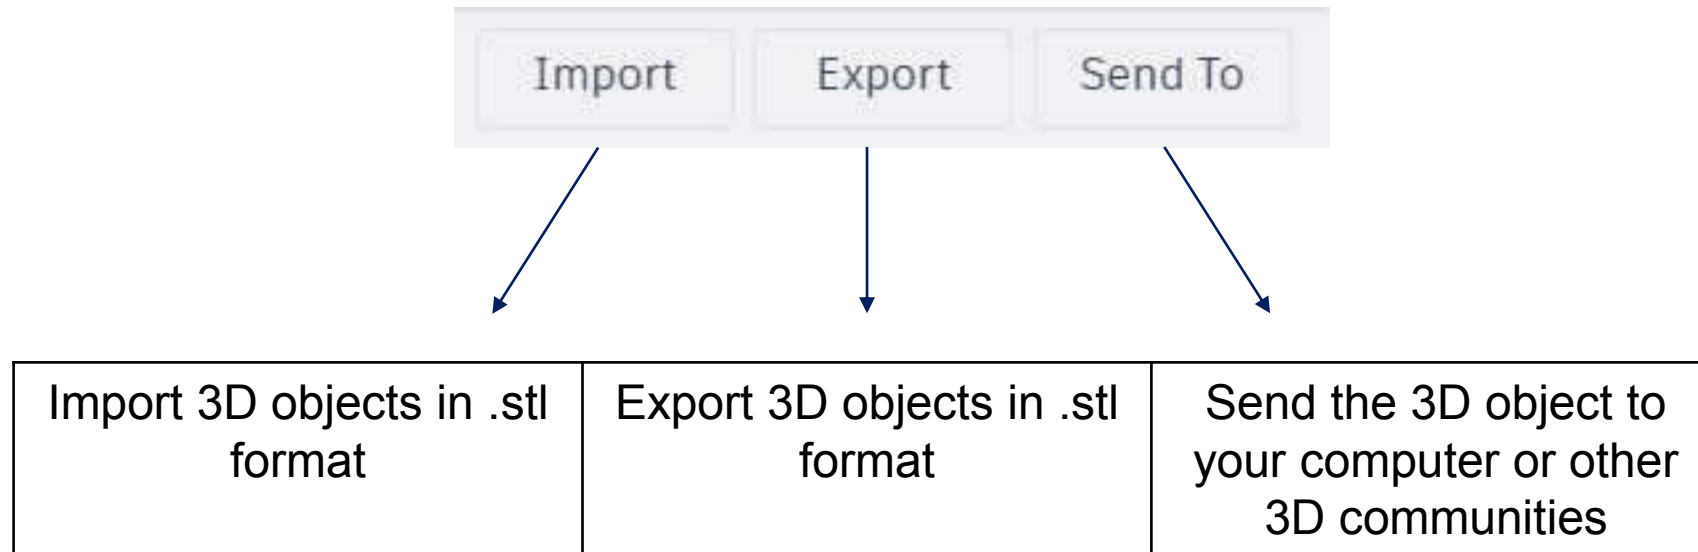 Import Export Send To
Import 3D objects in .stl
format
Export 3D objects in .stl
format
Send the 3D object to
your computer or other
3D communities